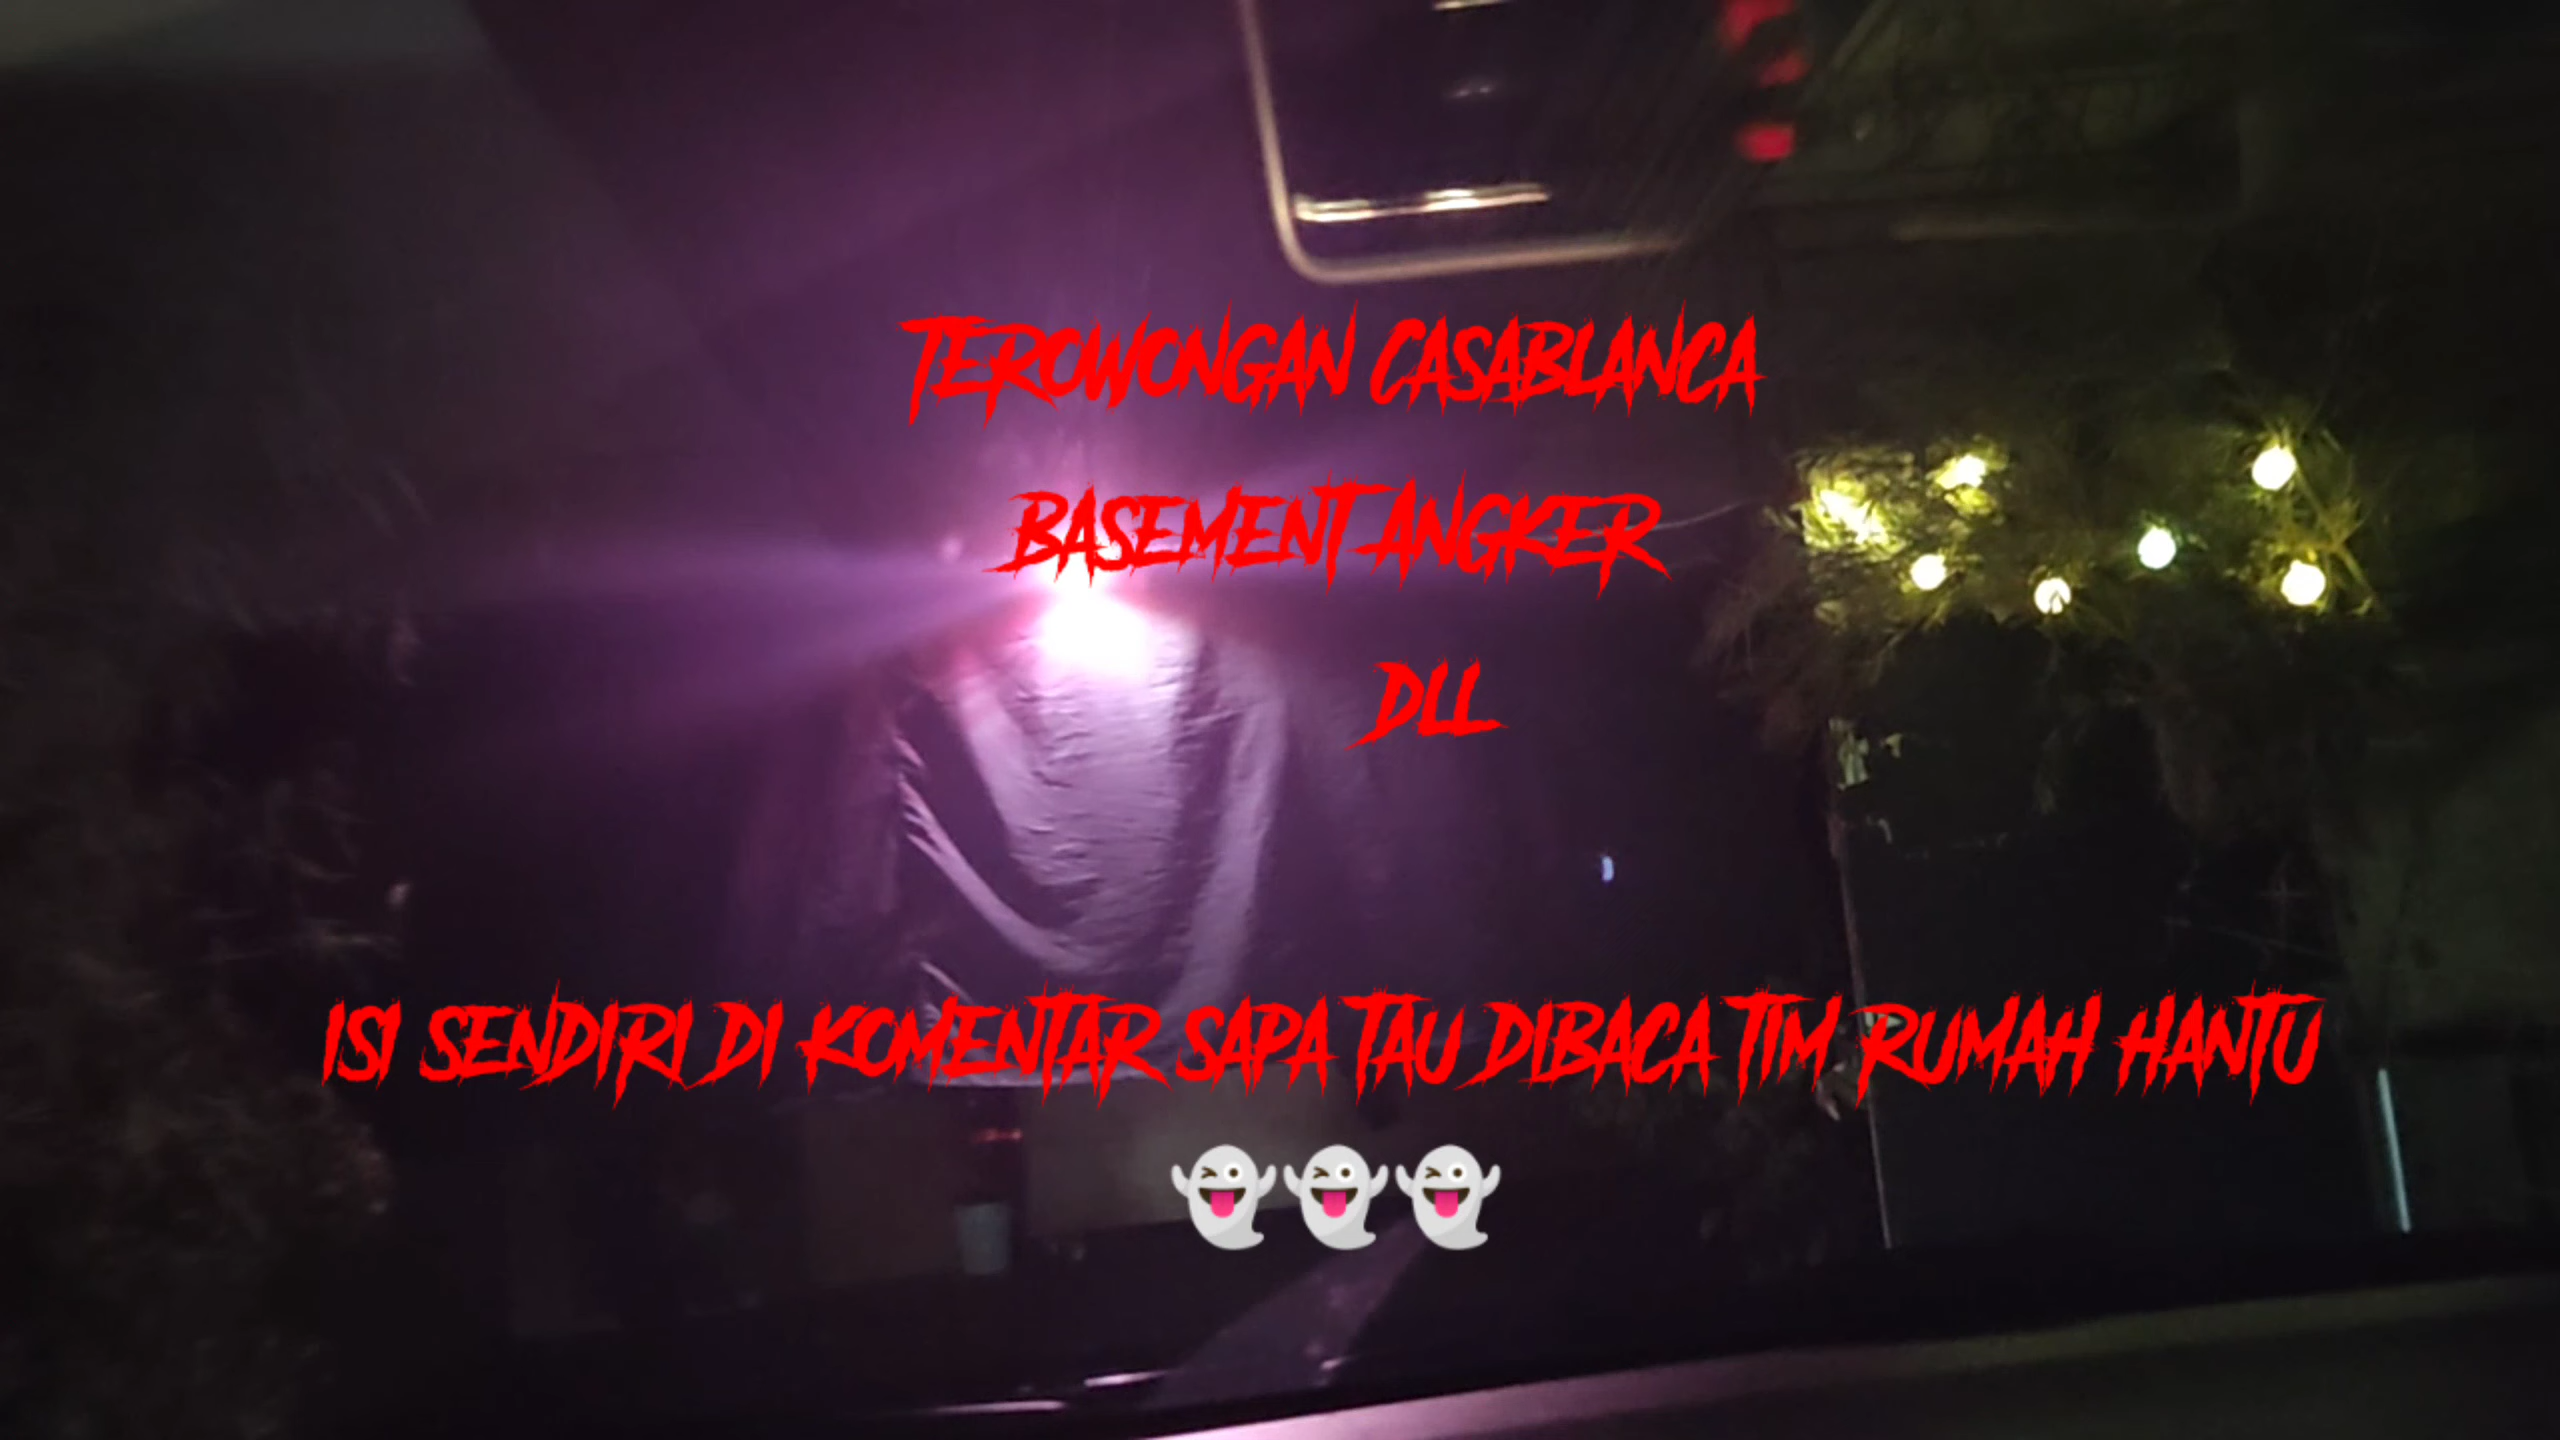 TEROWONGAN CASABLANCA
BASEMENT ANGKER
DLL
ISI SENDIRI DI KOMENTAR SAPA TAU DIBACA TIM RUMAH HANTU
👻👻👻